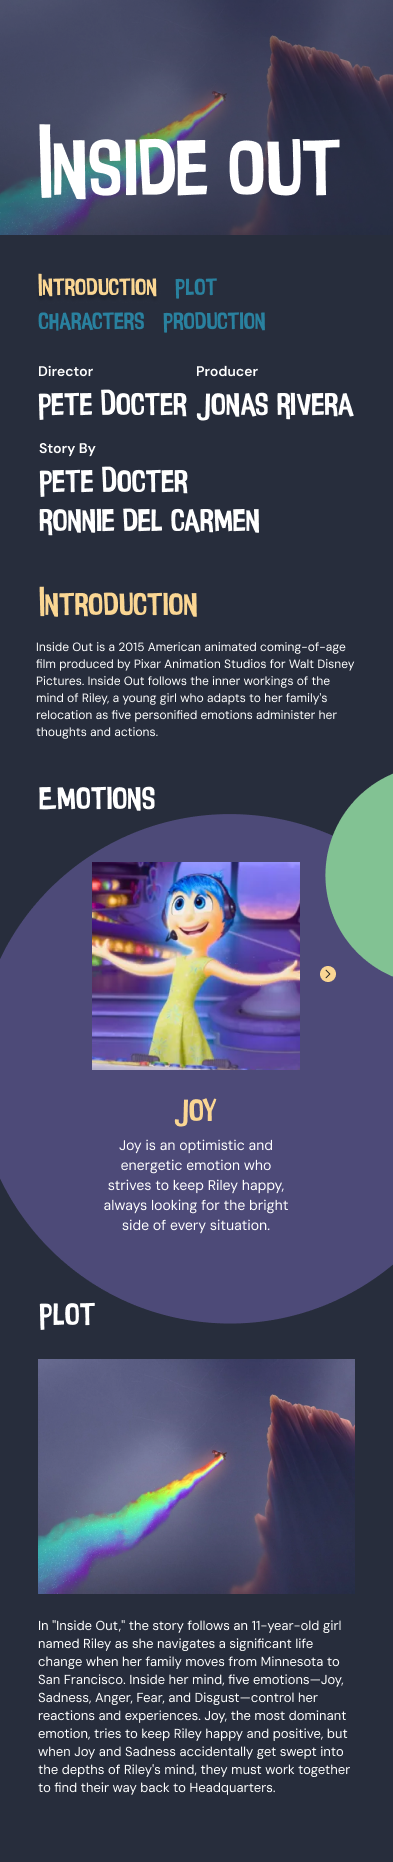 INSIDE OUT
INTRODUCTION PLOT
CHARACTERS PRODUCTION
Director Producer
PETE DOCTER JONAS RIVERA
Story By
PETE DOCTER
RONNIE DEL CARMEN
INTRODUCTION
Inside Out is a 2015 American animated coming-of-age
film produced by Pixar Animation Studios for Walt Disney
Pictures. Inside Out follows the inner workings of the
mind of Riley, a young girl who adapts to her family's
relocation as five personified emotions administer her
thoughts and actions.
EMOTIONS
JOY
Joy is an optimistic and
energetic emotion who
strives to keep Riley happy,
always looking for the bright
side of every situation.
PLOT
In "Inside Out," the story follows an 11-year-old girl
named Riley as she navigates a significant life
change when her family moves from Minnesota to
San Francisco. Inside her mind, five emotions—Joy,
Sadness, Anger, Fear, and Disgust—control her
reactions and experiences. Joy, the most dominant
emotion, tries to keep Riley happy and positive, but
when Joy and Sadness accidentally get swept into
the depths of Riley's mind, they must work together
to find their way back to Headquarters.